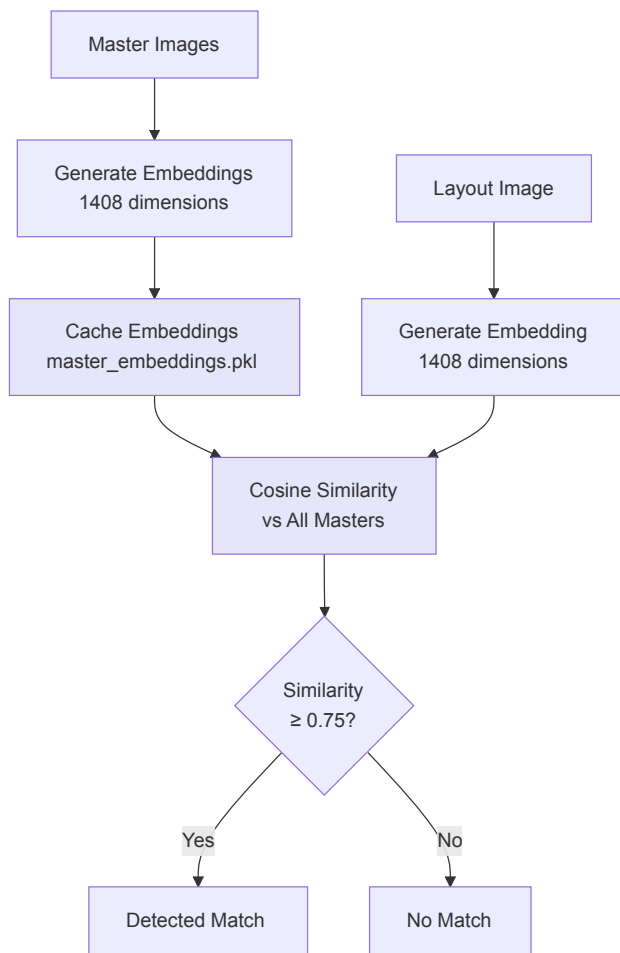 Master Images
Generate Embeddings
1408 dimensions
Layout Image
Cache Embeddings
master_embeddings.pkl
Generate Embedding
1408 dimensions
Cosine Similarity
vs All Masters
Similarity
≥ 0.75?
Yes
No
Detected Match
No Match